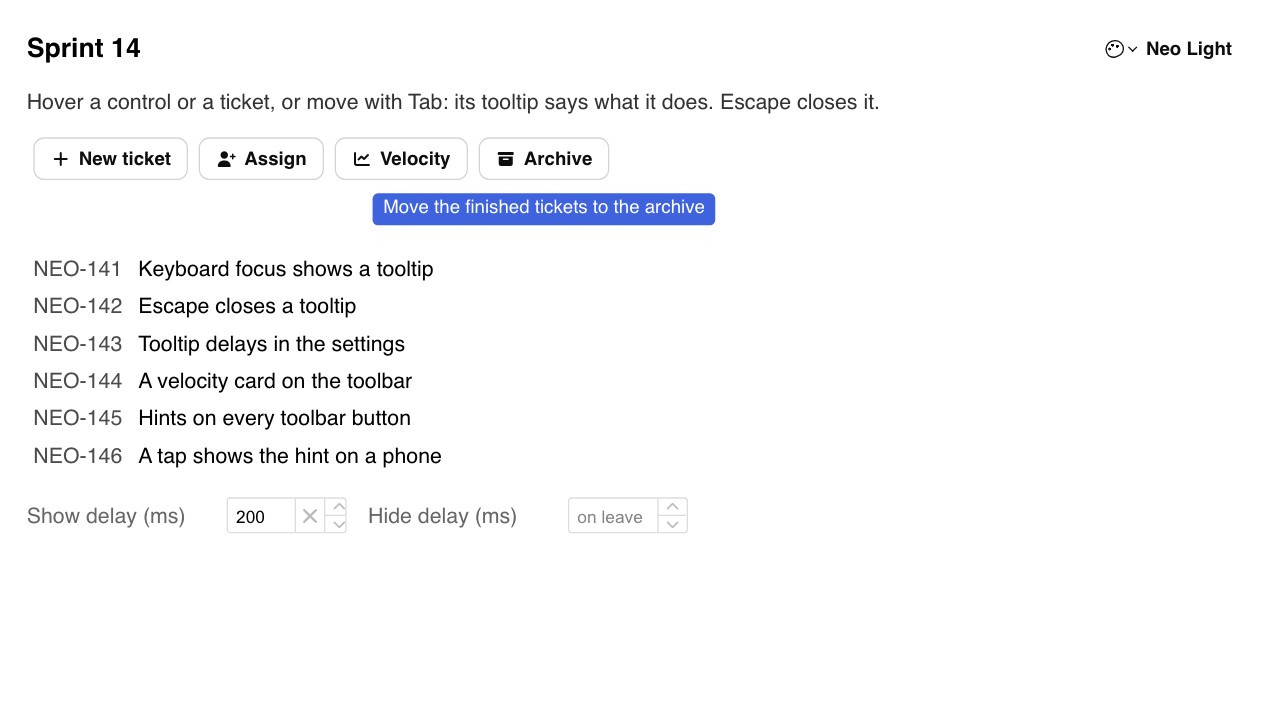 Sprint 14
Neo Light
Hover a control or a ticket, or move with Tab: its tooltip says what it does. Escape closes it.
New ticket Assign Velocity Archive
Move the finished tickets to the archive
NEO-141 Keyboard focus shows a tooltip
NEO-142 Escape closes a tooltip
NEO-143 Tooltip delays in the settings
NEO-144 A velocity card on the toolbar
NEO-145 Hints on every toolbar button
NEO-146 A tap shows the hint on a phone
Show delay (ms) 200 Hide delay (ms) on leave